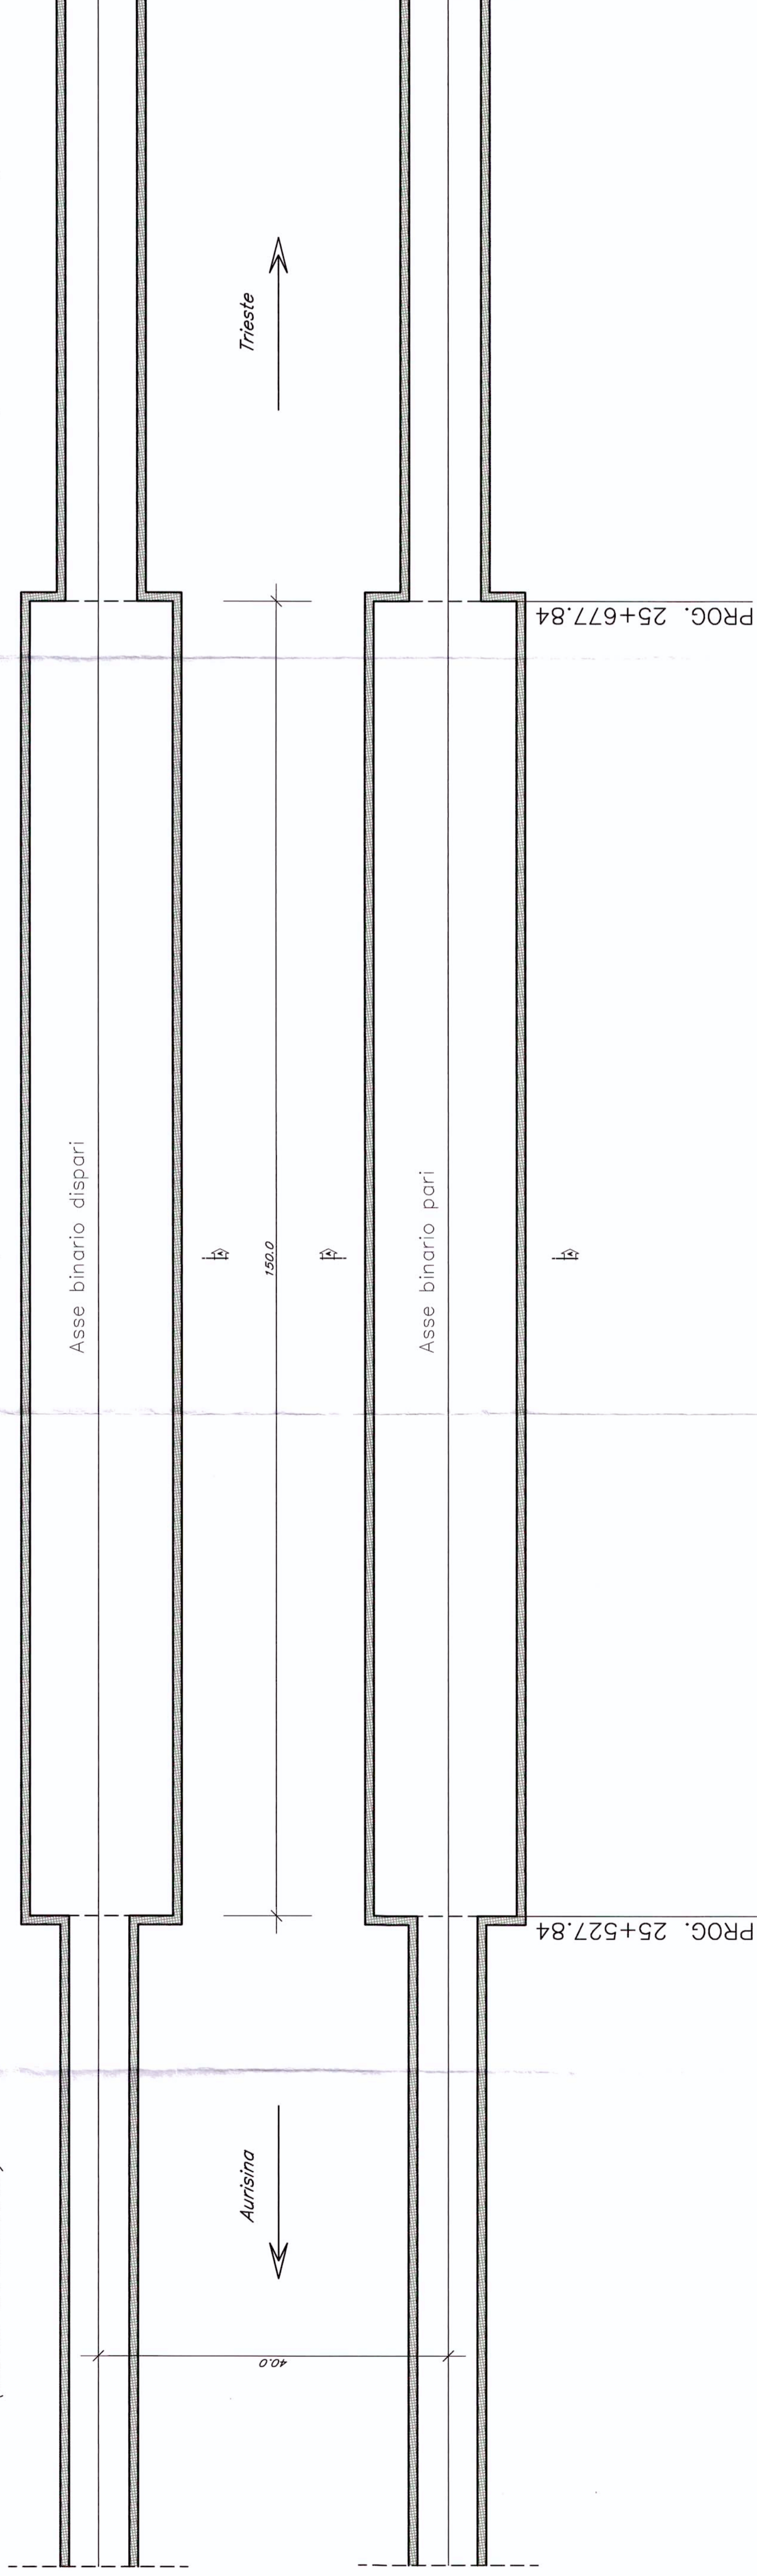 Trieste
PROG. 25+677.84
Asse binario dispari
A
150.0
A
Asse binario pari
A
PROG. 25+527.84
Aurisina
40.0